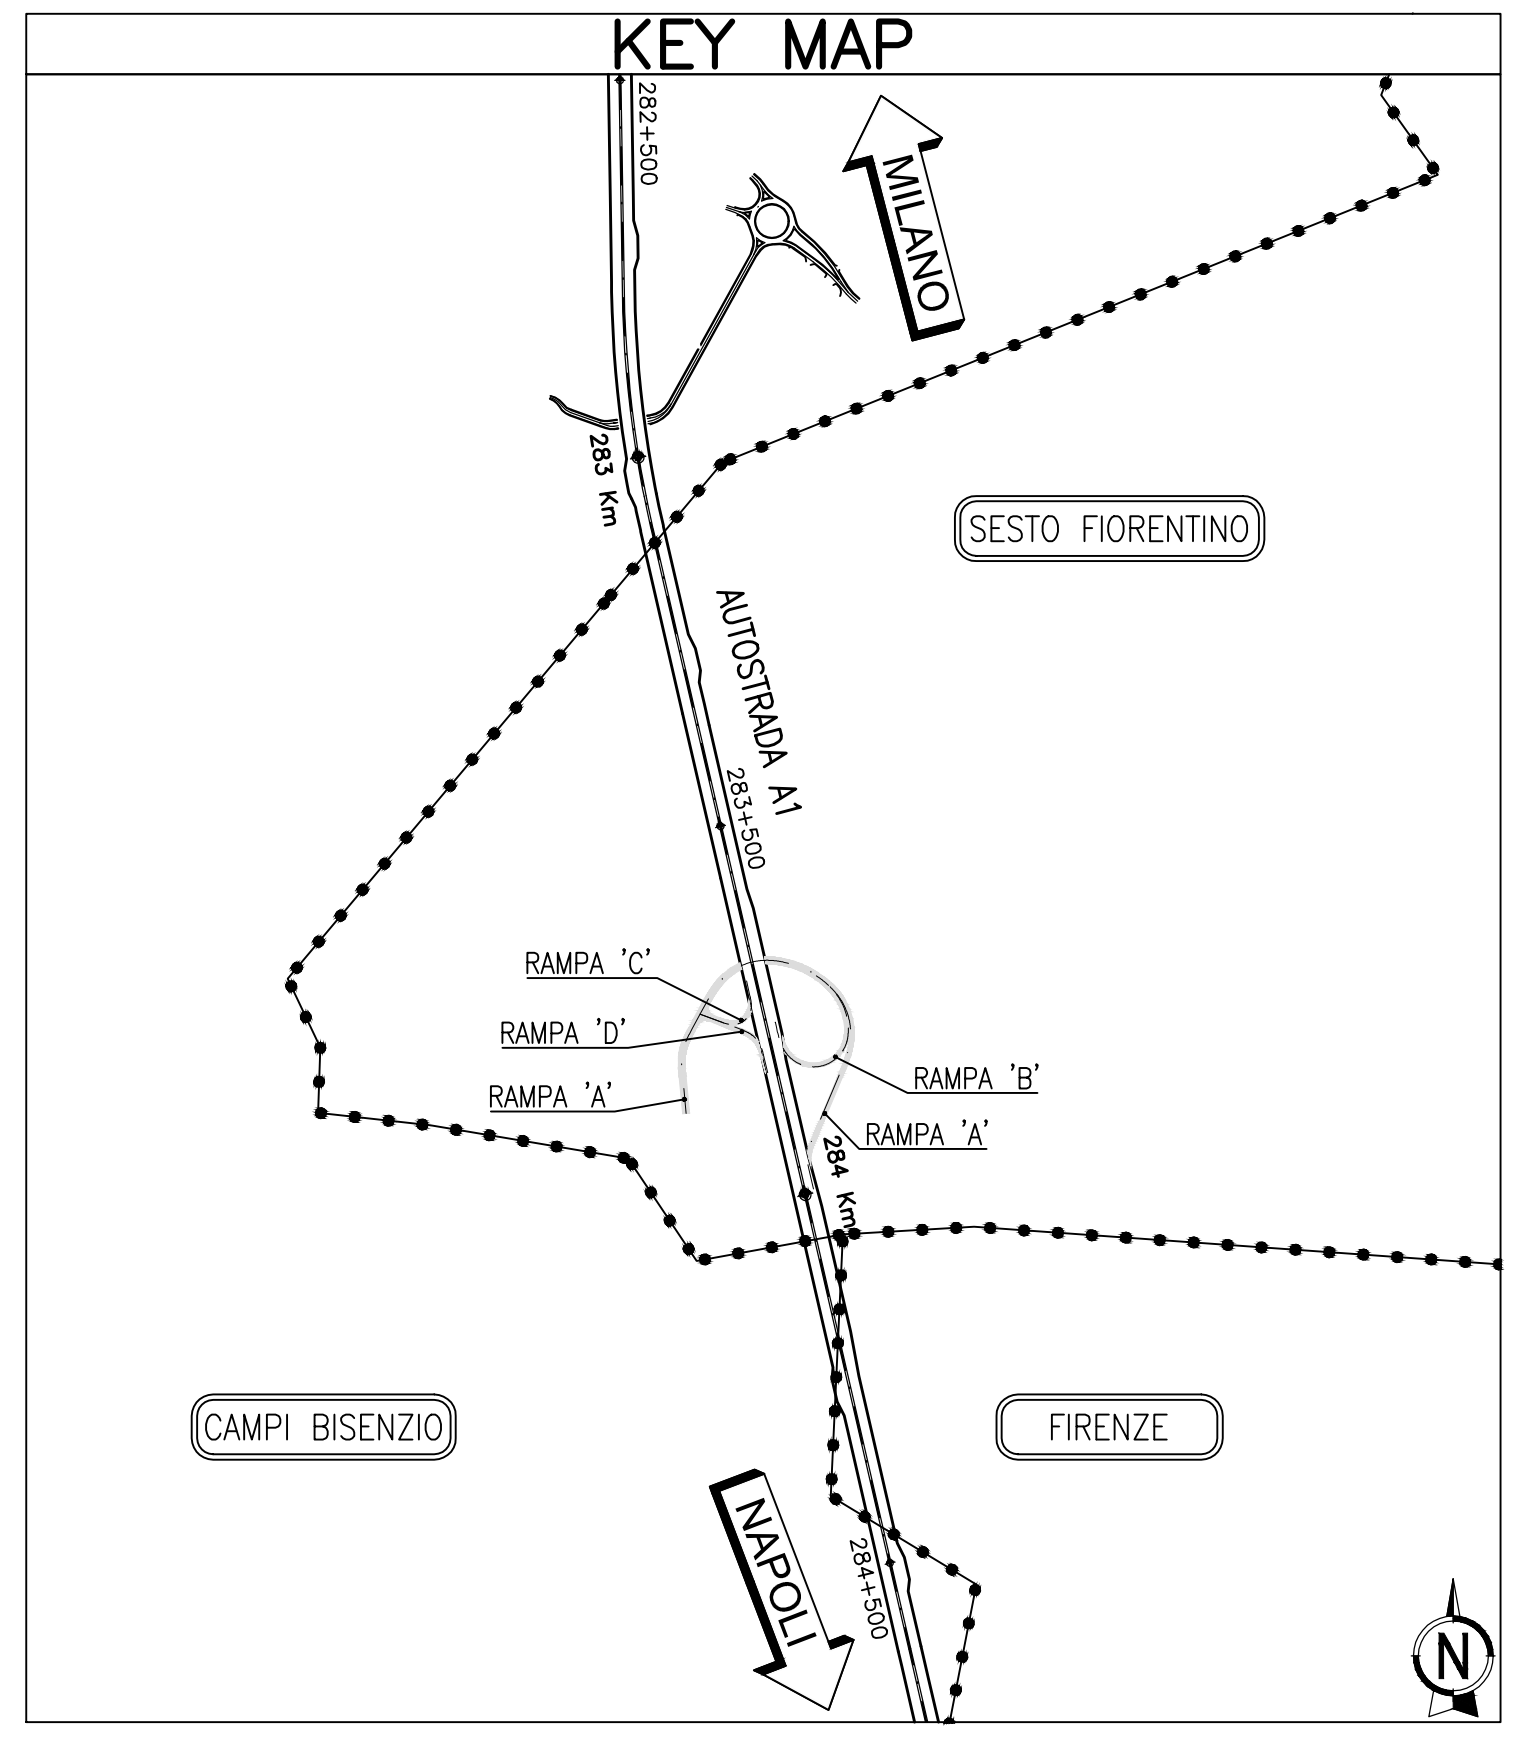 KEY MAP
282+500
MILANO
283 Km
SESTO FIORENTINO
AUTOSTRADA A1
283+500
RAMPA 'C'
RAMPA 'D'
RAMPA 'A'
RAMPA 'B'
RAMPA 'A'
284 Km
CAMPI BISENZIO
FIRENZE
NAPOLI
284+500
N